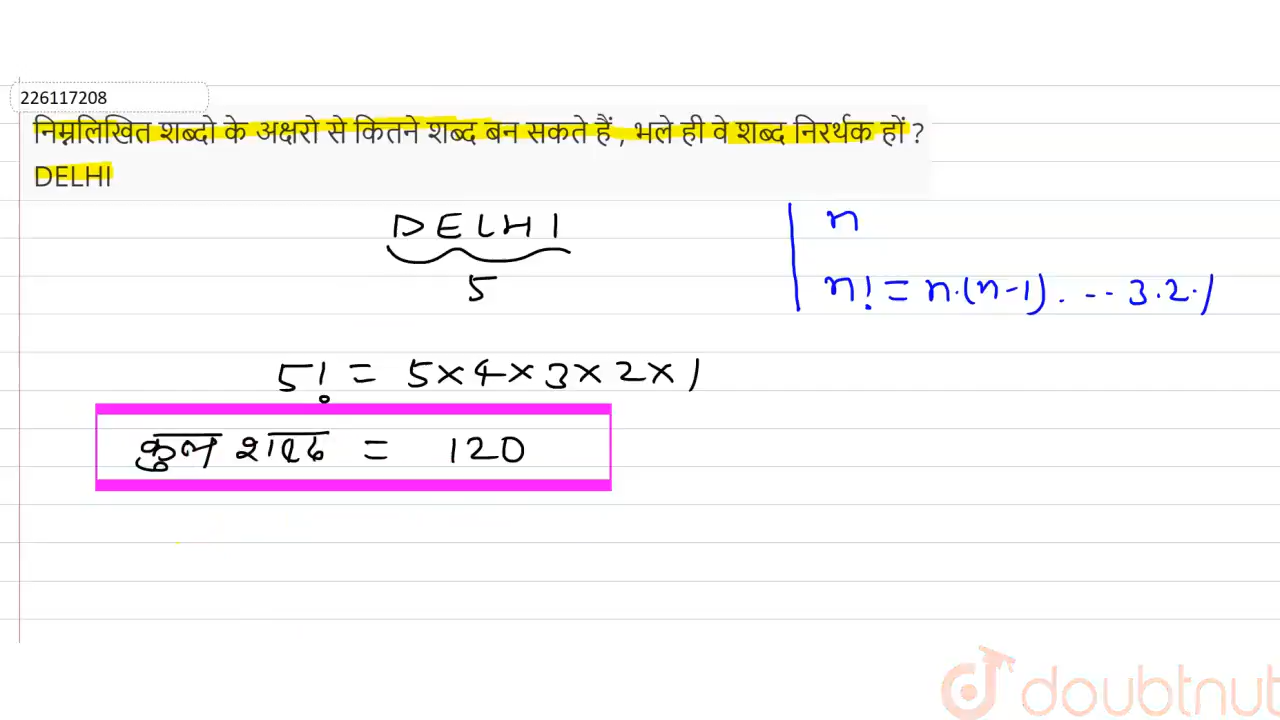 226117208
निम्नलिखित शब्दो के अक्षरो से कितने शब्द बन सकते हैं , भले ही वे शब्द निरर्थक हों ?
DELHI
DELHI
5
n
n! = n.(n-1). -- 3.2.1
5! = 5×4×3×2×1
कुल शब्द = 120
doubtnut